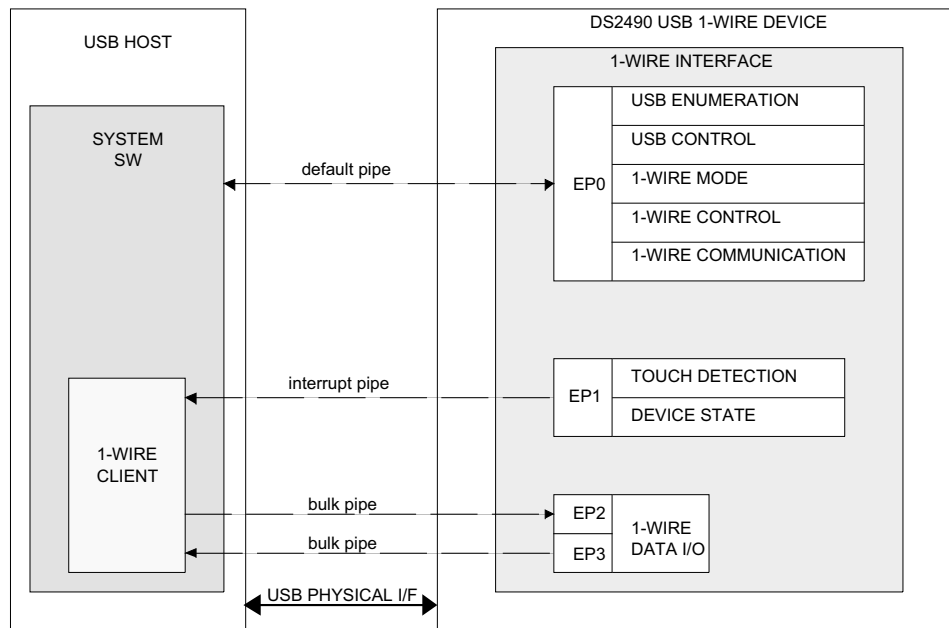 USB HOST
DS2490 USB 1-WIRE DEVICE
1-WIRE INTERFACE
SYSTEM
SW
default pipe
EP0
USB ENUMERATION
USB CONTROL
1-WIRE MODE
1-WIRE CONTROL
1-WIRE COMMUNICATION
interrupt pipe
EP1
TOUCH DETECTION
DEVICE STATE
1-WIRE
CLIENT
bulk pipe
bulk pipe
EP2
EP3
1-WIRE
DATA I/O
USB PHYSICAL I/F